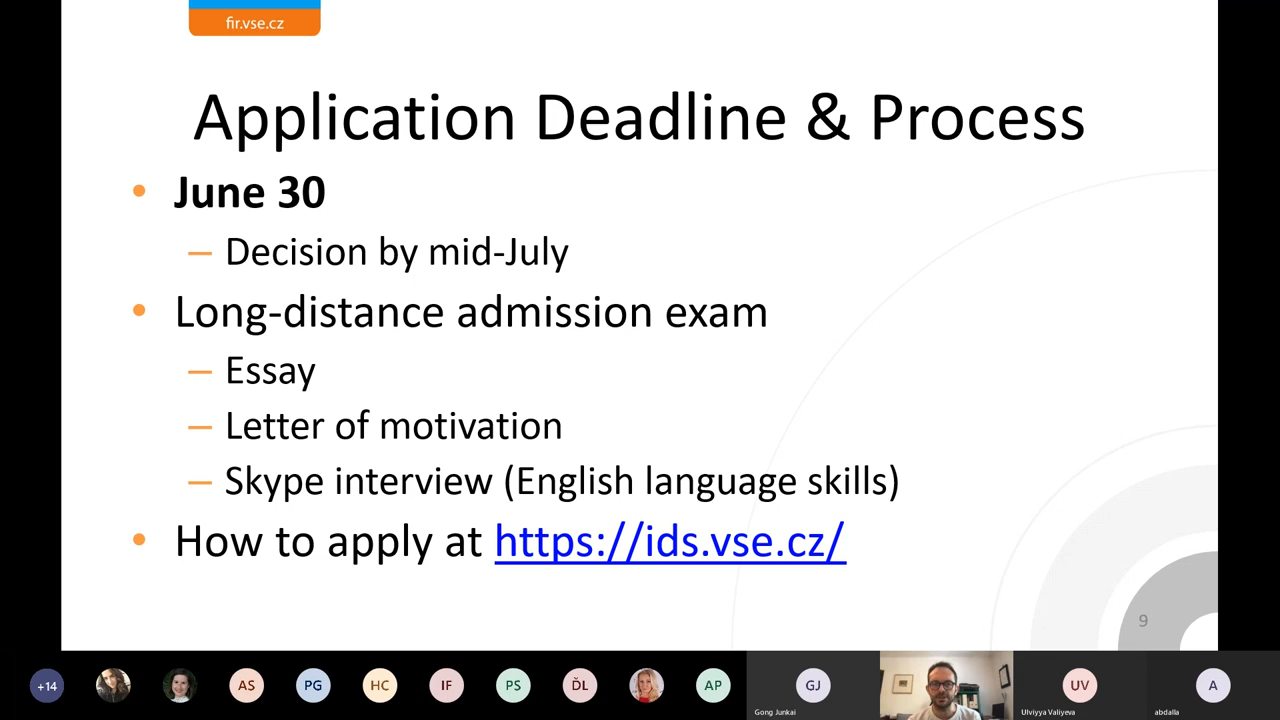 fir.vse.cz
Application Deadline & Process
• June 30
– Decision by mid-July
• Long-distance admission exam
– Essay
– Letter of motivation
– Skype interview (English language skills)
• How to apply at https://ids.vse.cz/
9
+14
AS
PG
HC
IF
PS
ĎL
AP
GJ
UV
A
Gong Junkai
Ulviyya Valiyeva
abdalla